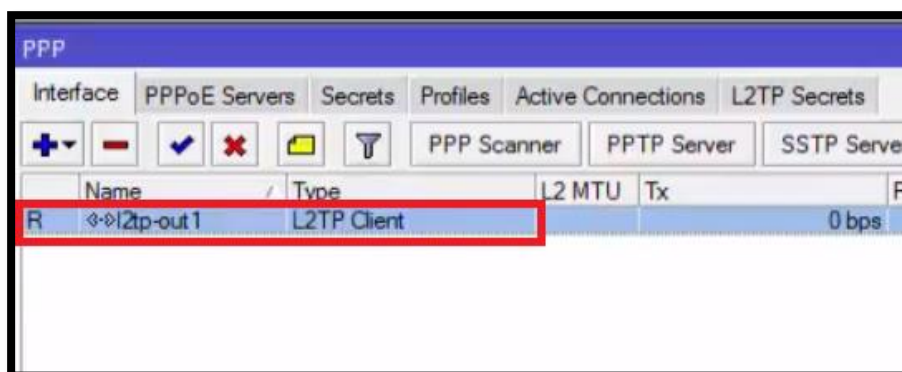 PPP
Interface PPPoE Servers Secrets Profiles Active Connections L2TP Secrets
PPP Scanner PPTP Server SSTP Serve
Name / Type L2 MTU Tx
R l2tp-out1 L2TP Client 0 bps